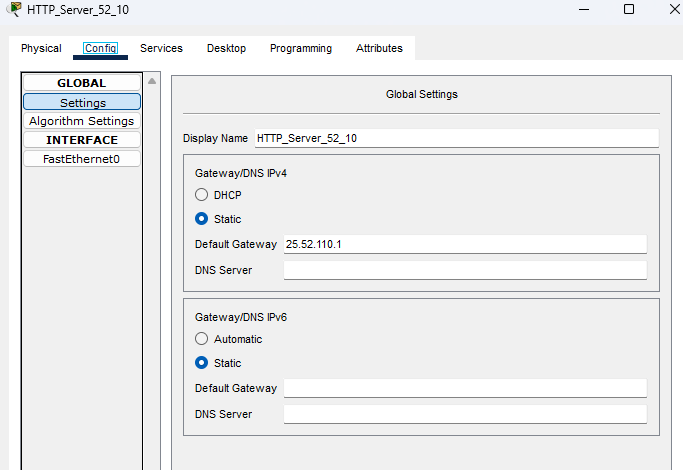 HTTP_Server_52_10
Physical Config Services Desktop Programming Attributes
GLOBAL
Settings
Algorithm Settings
INTERFACE
FastEthernet0
Global Settings
Display Name HTTP_Server_52_10
Gateway/DNS IPv4
DHCP
Static
Default Gateway 25.52.110.1
DNS Server
Gateway/DNS IPv6
Automatic
Static
Default Gateway
DNS Server